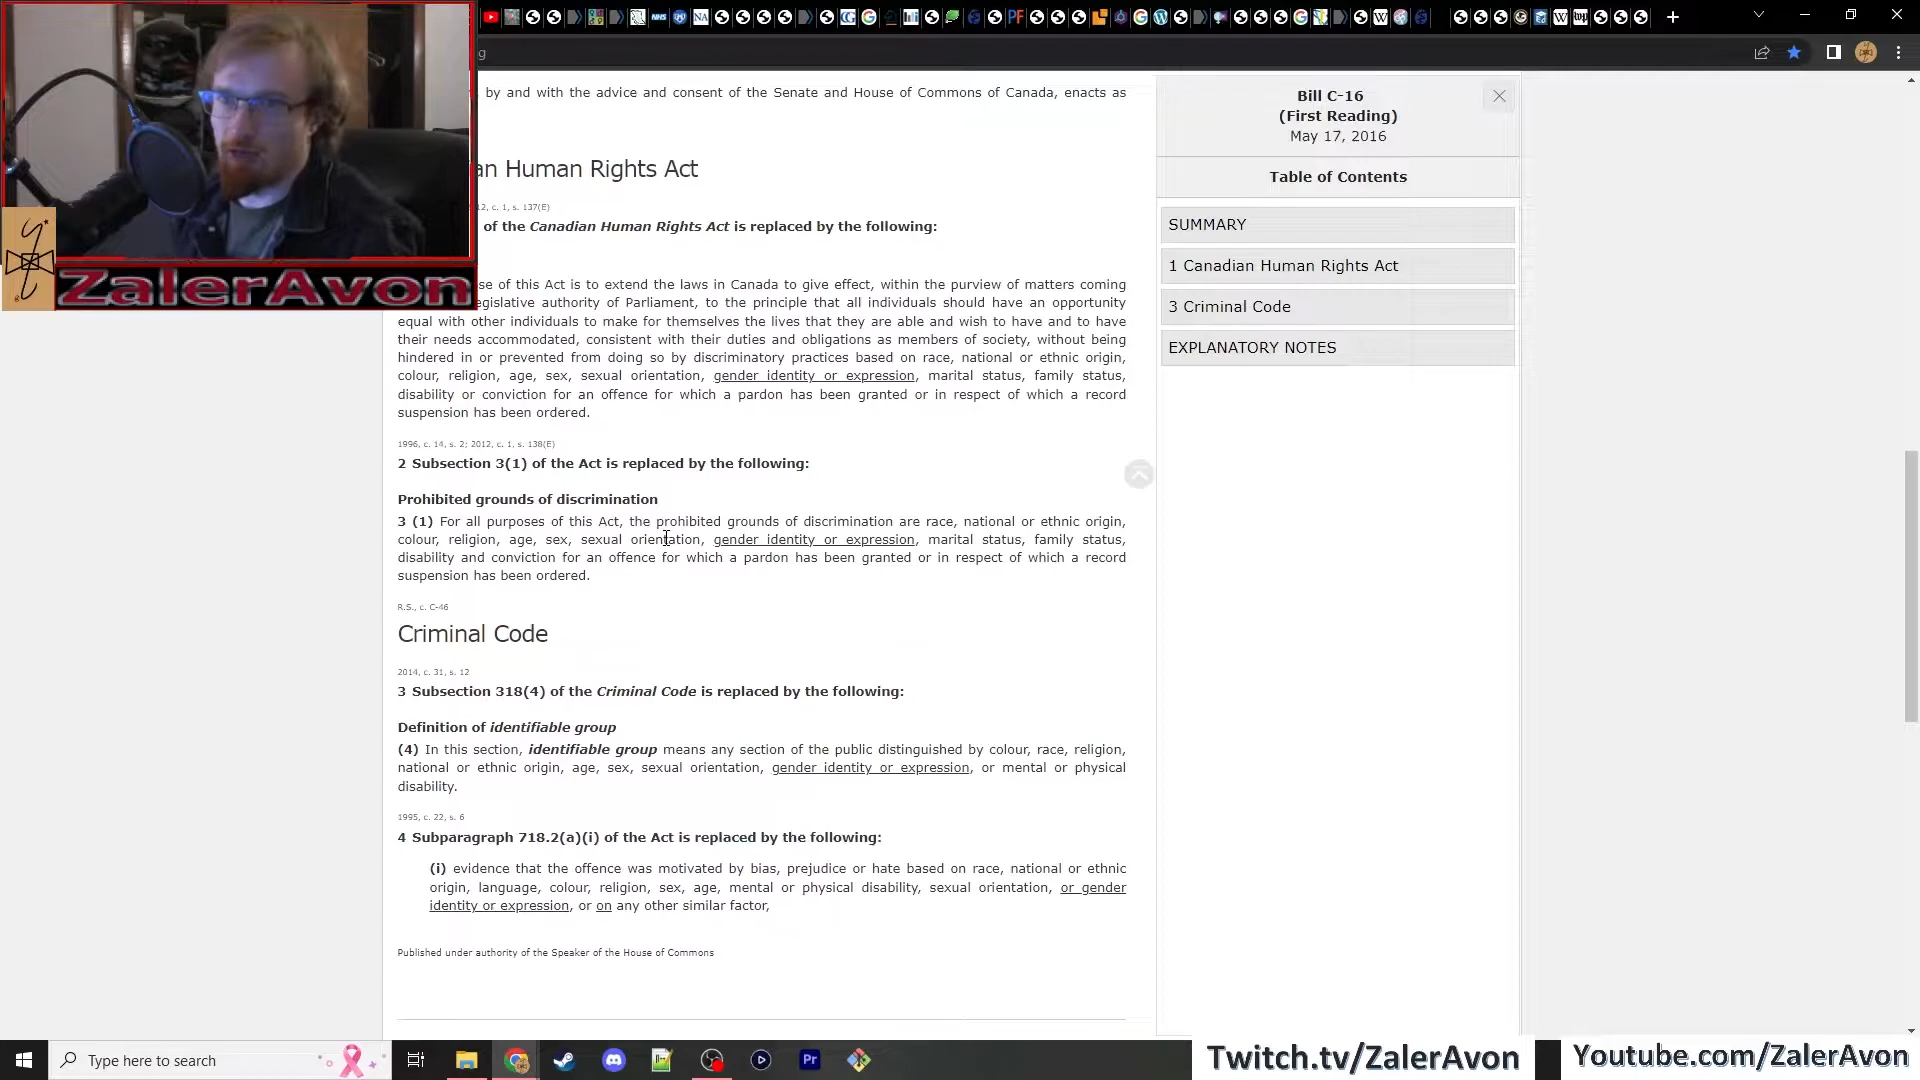 g
by and with the advice and consent of the Senate and House of Commons of Canada, enacts as
an Human Rights Act
12, c. 1, s. 137(E)
of the Canadian Human Rights Act is replaced by the following:
se of this Act is to extend the laws in Canada to give effect, within the purview of matters coming
egislative authority of Parliament, to the principle that all individuals should have an opportunity
equal with other individuals to make for themselves the lives that they are able and wish to have and to have
their needs accommodated, consistent with their duties and obligations as members of society, without being
hindered in or prevented from doing so by discriminatory practices based on race, national or ethnic origin,
colour, religion, age, sex, sexual orientation, gender identity or expression, marital status, family status,
disability or conviction for an offence for which a pardon has been granted or in respect of which a record
suspension has been ordered.
1996, c. 14, s. 2; 2012, c. 1, s. 138(E)
2 Subsection 3(1) of the Act is replaced by the following:
Prohibited grounds of discrimination
3 (1) For all purposes of this Act, the prohibited grounds of discrimination are race, national or ethnic origin,
colour, religion, age, sex, sexual orientation, gender identity or expression, marital status, family status,
disability and conviction for an offence for which a pardon has been granted or in respect of which a record
suspension has been ordered.
R.S., c. C-46
Criminal Code
2014, c. 31, s. 12
3 Subsection 318(4) of the Criminal Code is replaced by the following:
Definition of identifiable group
(4) In this section, identifiable group means any section of the public distinguished by colour, race, religion,
national or ethnic origin, age, sex, sexual orientation, gender identity or expression, or mental or physical
disability.
1995, c. 22, s. 6
4 Subparagraph 718.2(a)(i) of the Act is replaced by the following:
(i) evidence that the offence was motivated by bias, prejudice or hate based on race, national or ethnic
origin, language, colour, religion, sex, age, mental or physical disability, sexual orientation, or gender
identity or expression, or on any other similar factor,
Published under authority of the Speaker of the House of Commons
Bill C-16
(First Reading)
May 17, 2016
Table of Contents
SUMMARY
1 Canadian Human Rights Act
3 Criminal Code
EXPLANATORY NOTES
ZalerAvon
Type here to search
Pr
Twitch.tv/ZalerAvon
Youtube.com/ZalerAvon